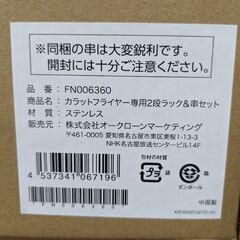 ※同梱の串は大変鋭利です。
開封には十分ご注意ください。
品番： FN006360
品名： カラットフライヤー専用2段ラック&串セット
材質： ステンレス
販売元： 株式会社オークローンマーケティング
〒461-0005 愛知県名古屋市東区東桜1-13-3
NHK名古屋放送センタービル14F
包材の材質
プラ
ダンボール
4 537341 067196
FN006360
中国製